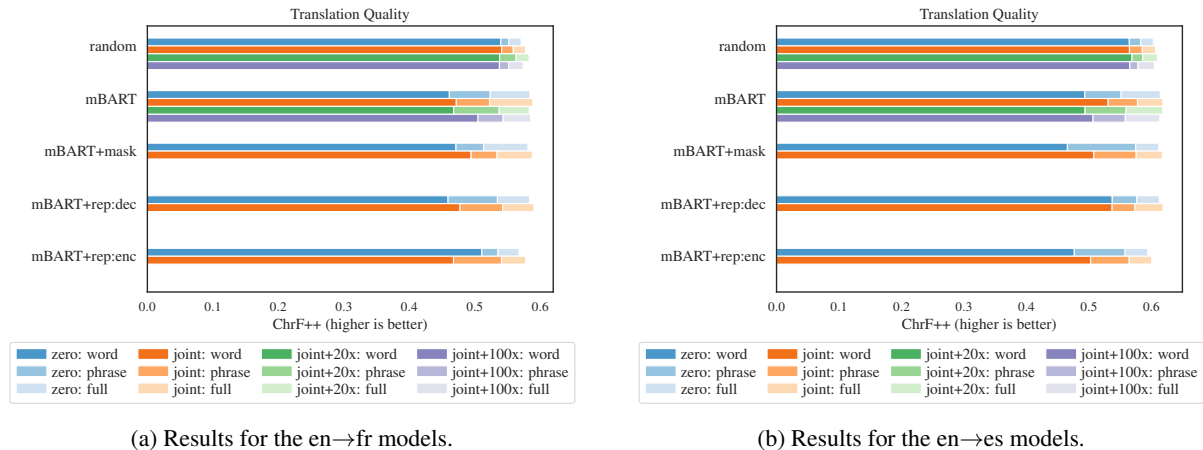 Translation Quality
random
mBART
mBART+mask
mBART+rep:dec
mBART+rep:enc
0.0 0.1 0.2 0.3 0.4 0.5 0.6
ChrF++ (higher is better)
zero: word joint: word joint+20x: word joint+100x: word
zero: phrase joint: phrase joint+20x: phrase joint+100x: phrase
zero: full joint: full joint+20x: full joint+100x: full
(a) Results for the en→fr models.
Translation Quality
random
mBART
mBART+mask
mBART+rep:dec
mBART+rep:enc
0.0 0.1 0.2 0.3 0.4 0.5 0.6
ChrF++ (higher is better)
zero: word joint: word joint+20x: word joint+100x: word
zero: phrase joint: phrase joint+20x: phrase joint+100x: phrase
zero: full joint: full joint+20x: full joint+100x: full
(b) Results for the en→es models.